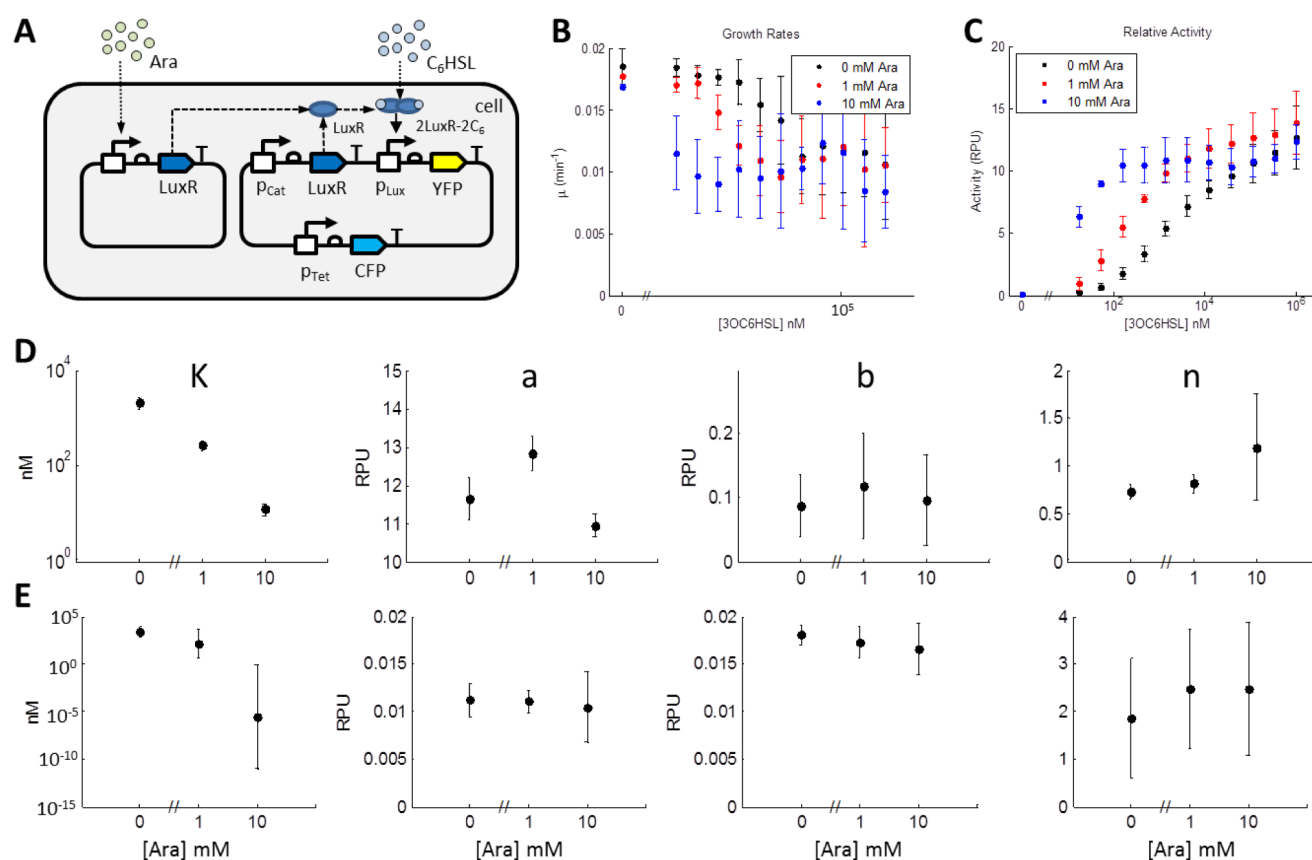 A
Ara
C₆HSL
cell
LuxR
2LuxR-2C₆
LuxR
pCat
LuxR
pLux
YFP
pTet
CFP
B
Growth Rates
0.02
0.015
0.01
0.005
0
μ (min⁻¹)
0 mM Ara
1 mM Ara
10 mM Ara
0
//
10⁵
[3OC6HSL] nM
C
Relative Activity
20
15
10
5
0
Activity (RPU)
0 mM Ara
1 mM Ara
10 mM Ara
0
//
10²
10⁴
10⁶
[3OC6HSL] nM
D
K
10⁴
10²
10⁰
nM
0 // 1 10
a
15
14
13
12
11
10
RPU
0 // 1 10
b
0.2
0.1
0
RPU
0 // 1 10
n
2
1.5
1
0.5
0
0 // 1 10
E
10⁵
10⁰
10⁻⁵
10⁻¹⁰
10⁻¹⁵
nM
0 // 1 10
[Ara] mM
0.02
0.015
0.01
0.005
0
RPU
0 // 1 10
[Ara] mM
0.02
0.015
0.01
0.005
0
RPU
0 // 1 10
[Ara] mM
4
3
2
1
0
0 // 1 10
[Ara] mM